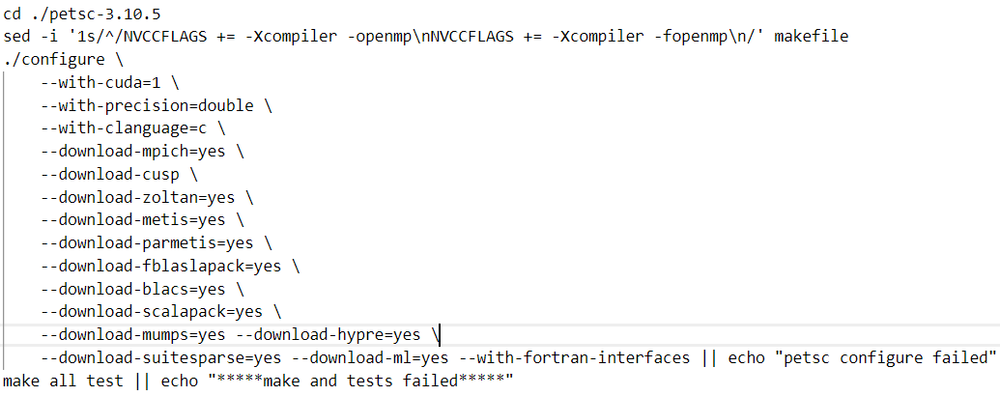 cd ./petsc-3.10.5
sed -i '1s/^/NVCCFLAGS += -Xcompiler -openmp\nNVCCFLAGS += -Xcompiler -fopenmp\n/' makefile
./configure \
    --with-cuda=1 \
    --with-precision=double \
    --with-clanguage=c \
    --download-mpich=yes \
    --download-cusp \
    --download-zoltan=yes \
    --download-metis=yes \
    --download-parmetis=yes \
    --download-fblaslapack=yes \
    --download-blacs=yes \
    --download-scalapack=yes \
    --download-mumps=yes --download-hypre=yes \
    --download-suitesparse=yes --download-ml=yes --with-fortran-interfaces || echo "petsc configure failed"
make all test || echo "*****make and tests failed*****"